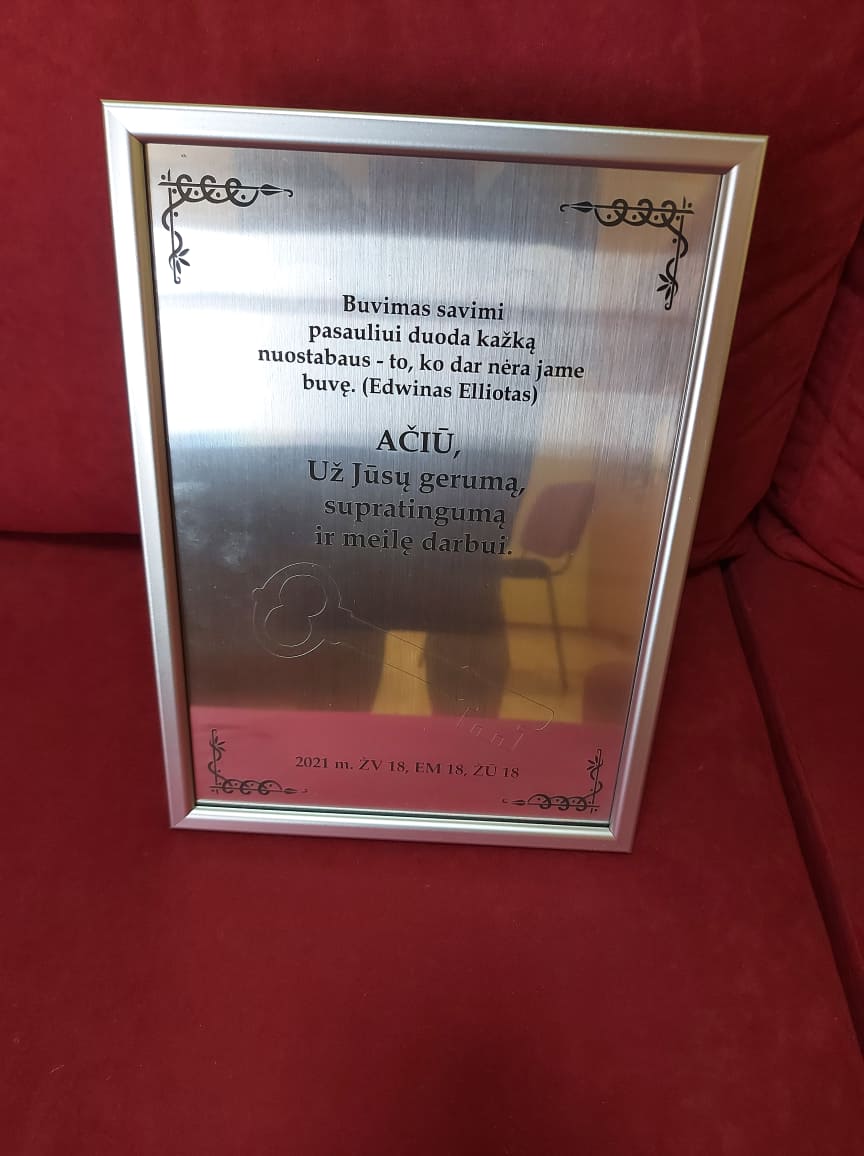 Buvimas savimi
pasauliui duoda kažką
nuostabaus - to, ko dar nėra jame
buvę. (Edwinas Elliotas)
AČIŪ,
Už Jūsų gerumą,
supratingumą
ir meilę darbui.
2021 m. ŽV 18, EM 18, ŽŪ 18